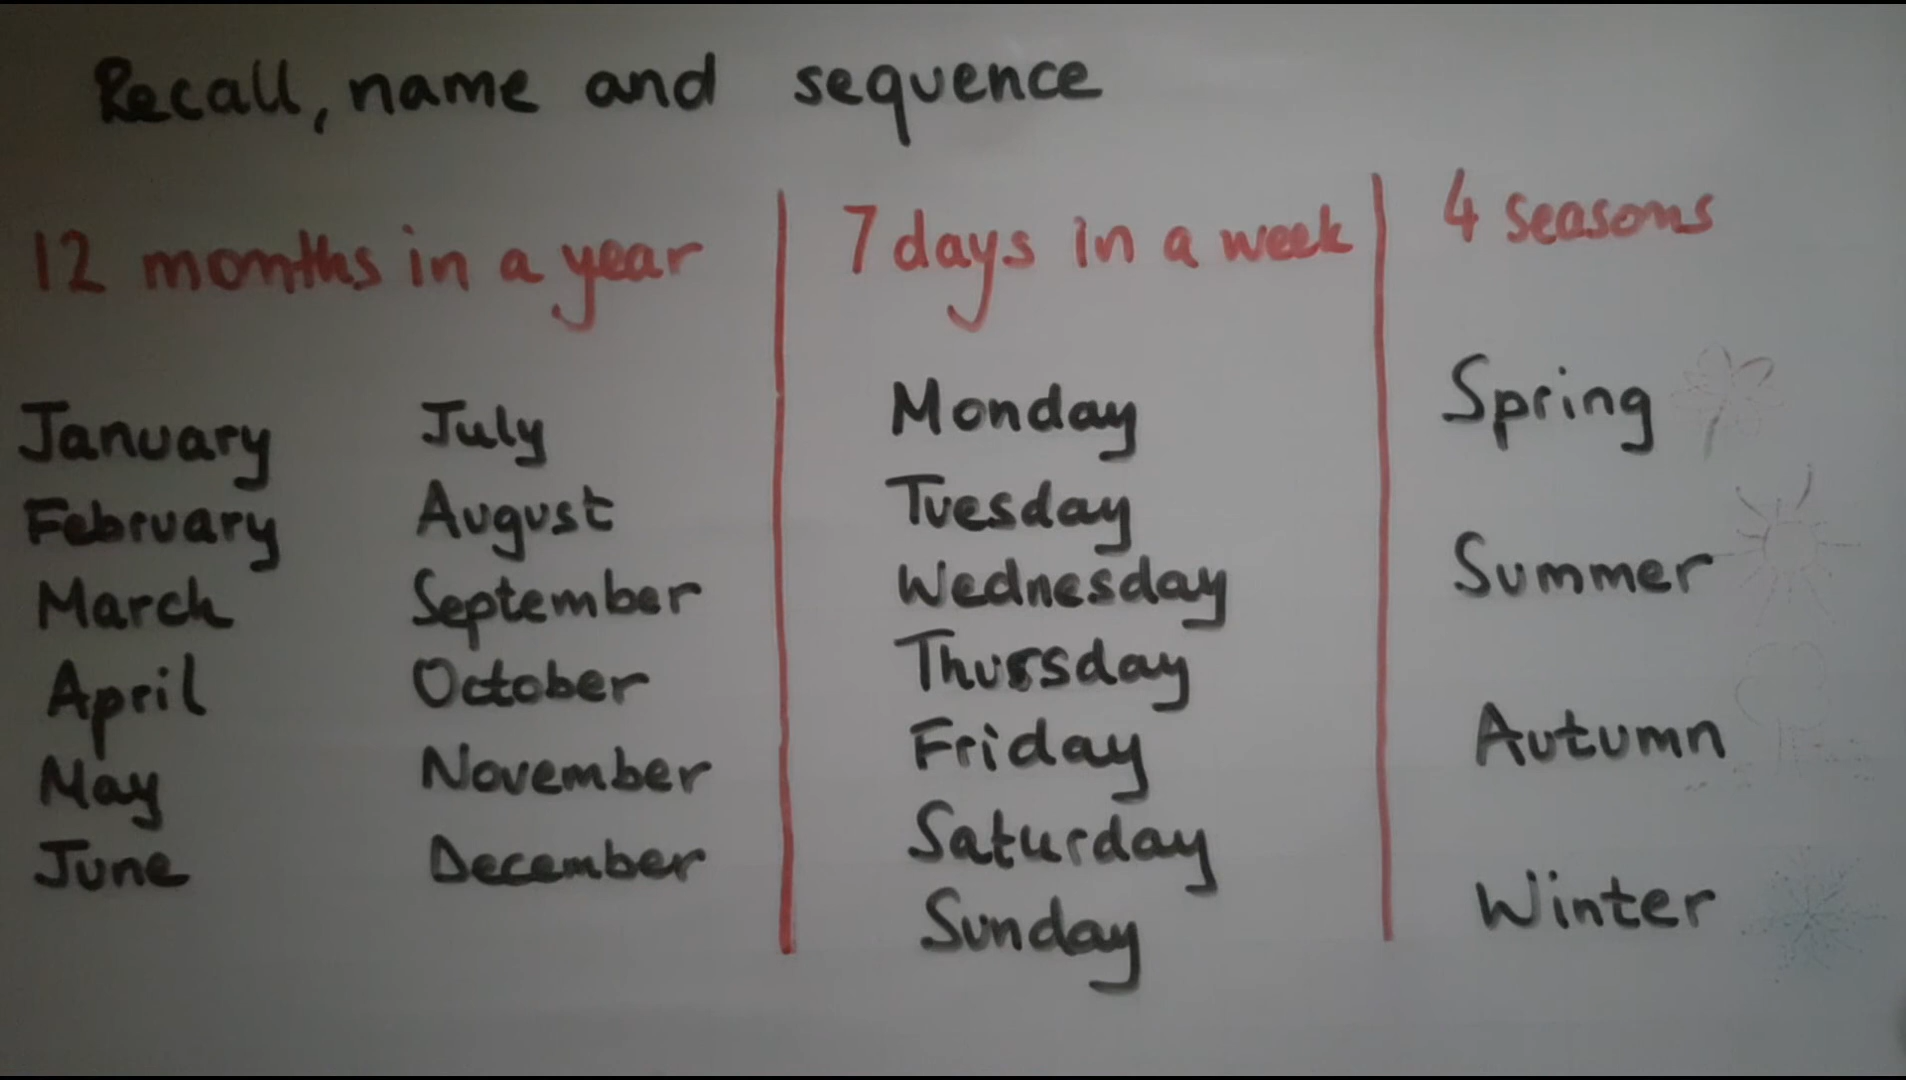 Recall, name and sequence
12 months in a year
January
February
March
April
May
June
July
August
September
October
November
December
7 days in a week
Monday
Tuesday
Wednesday
Thursday
Friday
Saturday
Sunday
4 seasons
Spring
Summer
Autumn
Winter